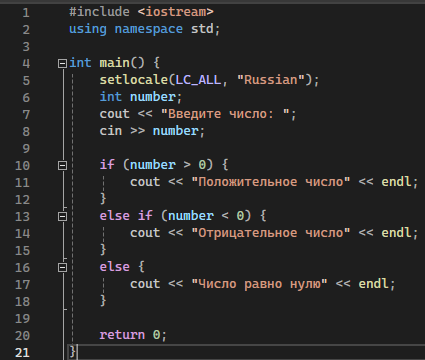 1 #include <iostream>
2 using namespace std;
3
4 int main() {
5 setlocale(LC_ALL, "Russian");
6 int number;
7 cout << "Введите число: ";
8 cin >> number;
9
10 if (number > 0) {
11 cout << "Положительное число" << endl;
12 }
13 else if (number < 0) {
14 cout << "Отрицательное число" << endl;
15 }
16 else {
17 cout << "Число равно нулю" << endl;
18 }
19
20 return 0;
21 }